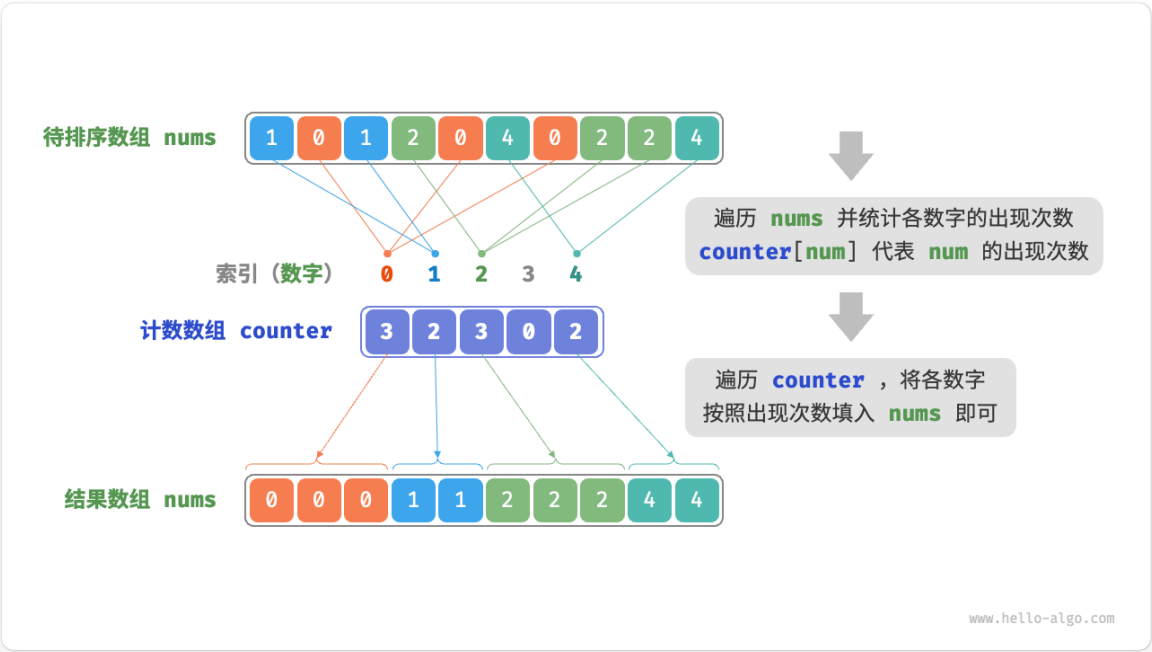 待排序数组 nums
1 0 1 2 0 4 0 2 2 4
遍历 nums 并统计各数字的出现次数
counter[num] 代表 num 的出现次数
索引（数字）
0 1 2 3 4
计数数组 counter
3 2 3 0 2
遍历 counter ，将各数字
按照出现次数填入 nums 即可
结果数组 nums
0 0 0 1 1 2 2 2 4 4
www.hello-algo.com